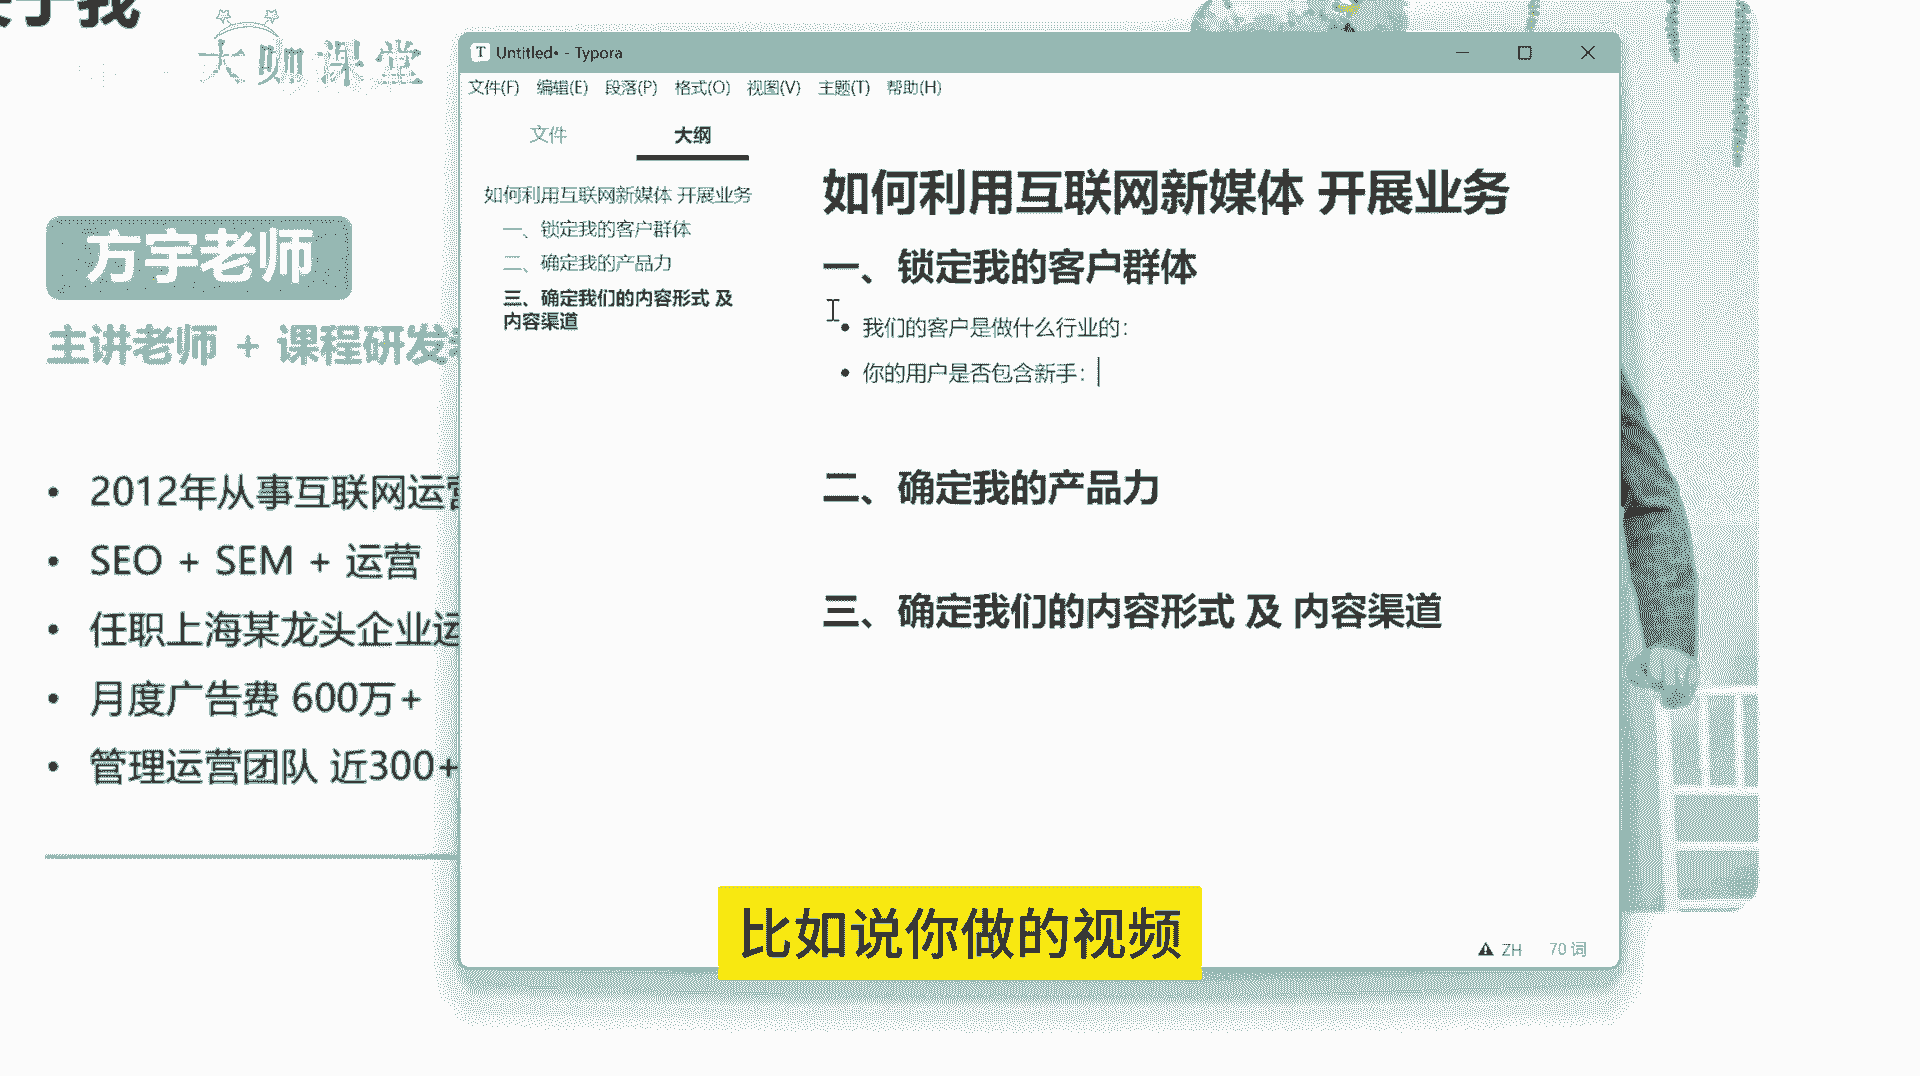 大咖课堂
方宇老师
主讲老师 + 课程研发
• 2012年从事互联网运营
• SEO + SEM + 运营
• 任职上海某龙头企业运
• 月度广告费 600万+
• 管理运营团队 近300+
Untitled• - Typora
文件(F) 编辑(E) 段落(P) 格式(O) 视图(V) 主题(T) 帮助(H)
文件 大纲
如何利用互联网新媒体 开展业务
一、锁定我的客户群体
二、确定我的产品力
三、确定我们的内容形式 及
内容渠道
如何利用互联网新媒体 开展业务
一、锁定我的客户群体
• 我们的客户是做什么行业的：
• 你的用户是否包含新手：
二、确定我的产品力
三、确定我们的内容形式 及 内容渠道
比如说你做的视频
ZH 70 词